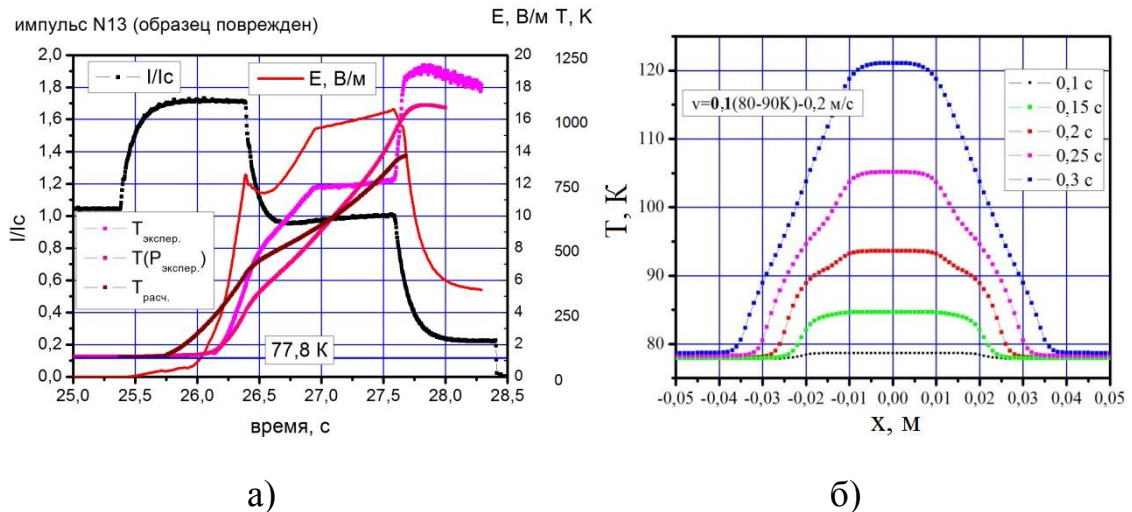 импульс N13 (образец поврежден)
E, В/м T, K
I/Ic
E, В/м
T экспер.
T(P экспер.)
T расч.
77,8 К
I/Ic
2,0
1,8
1,6
1,4
1,2
1,0
0,8
0,6
0,4
0,2
0,0
20
18
16
14
12
10
8
6
4
2
0
1250
1000
750
500
250
0
25,0 25,5 26,0 26,5 27,0 27,5 28,0 28,5
время, с
а)
v=0,1(80-90K)-0,2 м/с
0,1 с
0,15 с
0,2 с
0,25 с
0,3 с
T, К
120
110
100
90
80
-0,05 -0,04 -0,03 -0,02 -0,01 0,00 0,01 0,02 0,03 0,04 0,05
x, м
б)